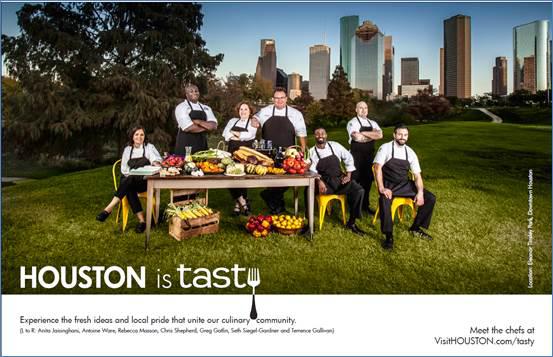 Location: Eleanor Tinsley Park, Downtown Houston
HOUSTON is tasty
Experience the fresh ideas and local pride that unite our culinary community.
(L to R: Anita Jaisinghani, Antoine Ware, Rebecca Masson, Chris Shepherd, Greg Gatlin, Seth Siegel-Gardner and Terrence Gallivan)
Meet the chefs at
VisitHOUSTON.com/tasty